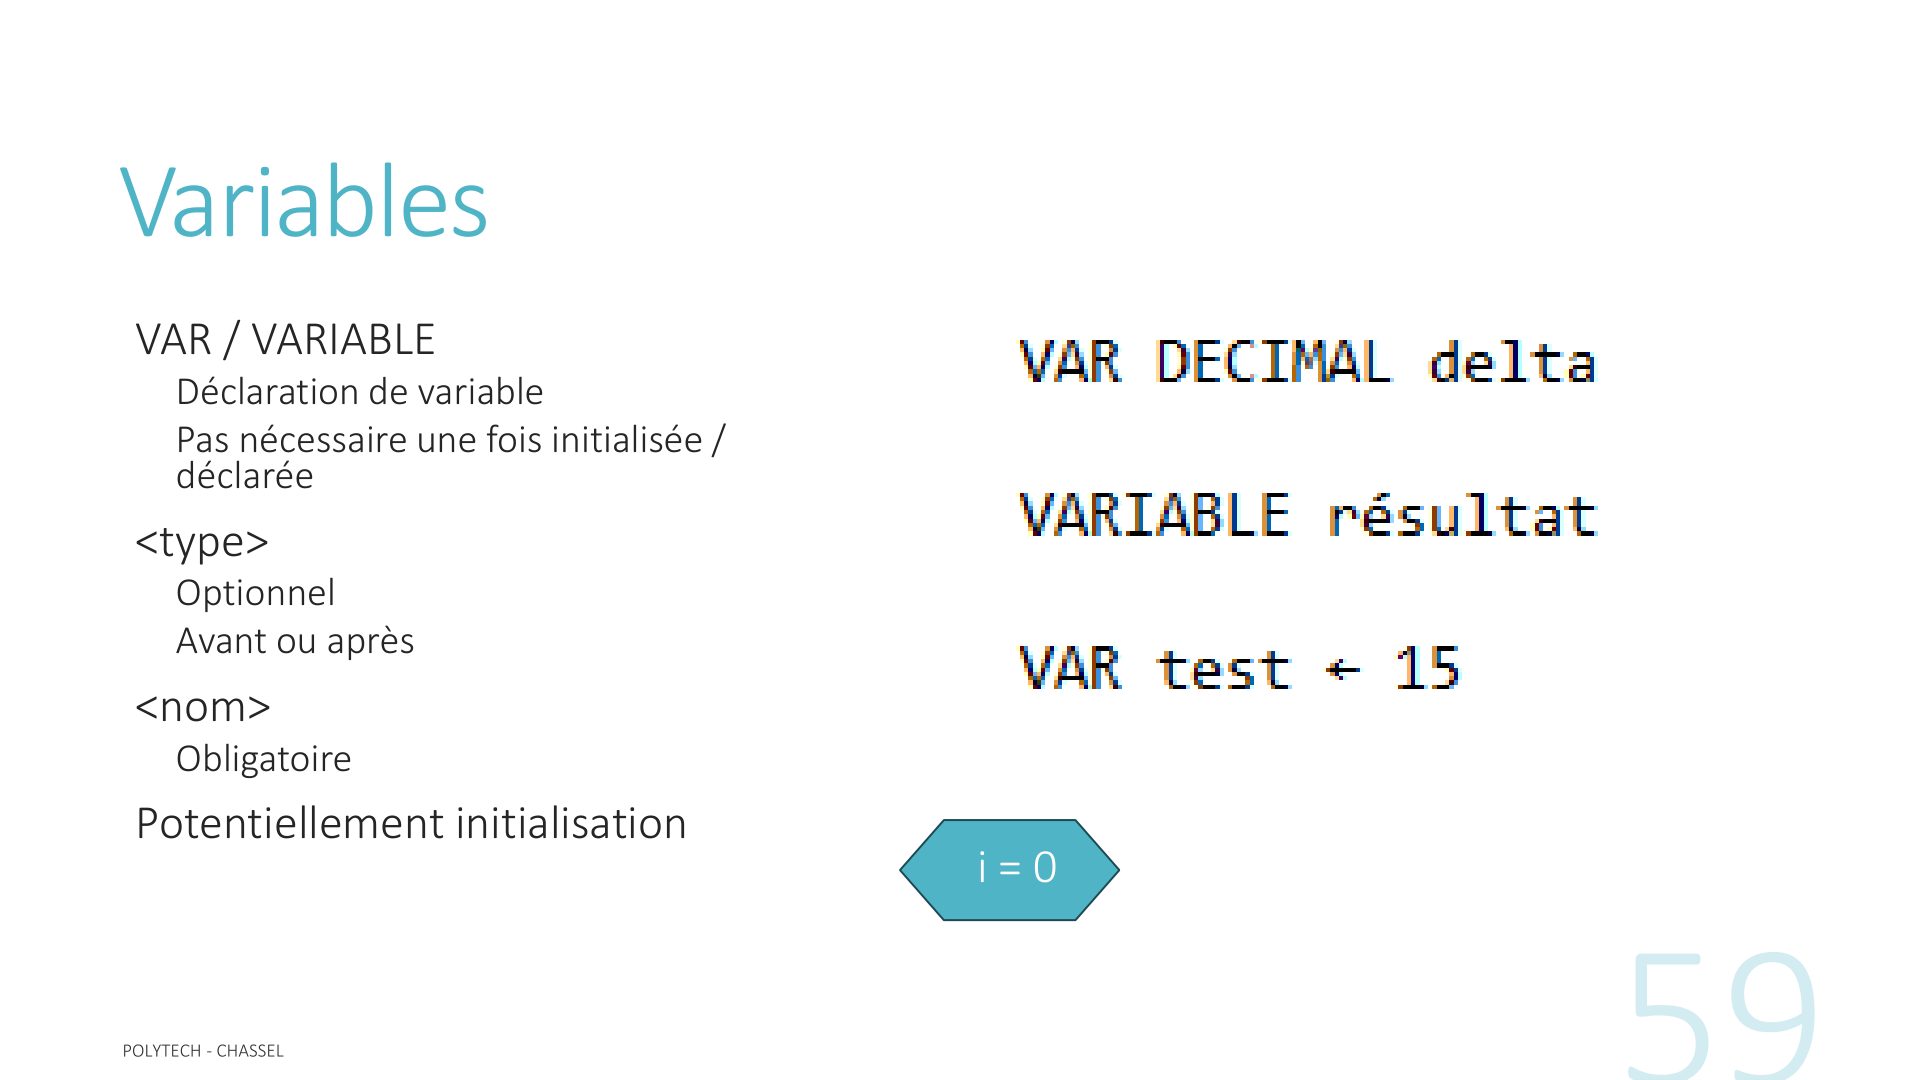 Variables
VAR / VARIABLE
Déclaration de variable
Pas nécessaire une fois initialisée /
déclarée
<type>
Optionnel
Avant ou après
<nom>
Obligatoire
Potentiellement initialisation
VAR DECIMAL delta
VARIABLE résultat
VAR test ← 15
i = 0
POLYTECH - CHASSEL
59